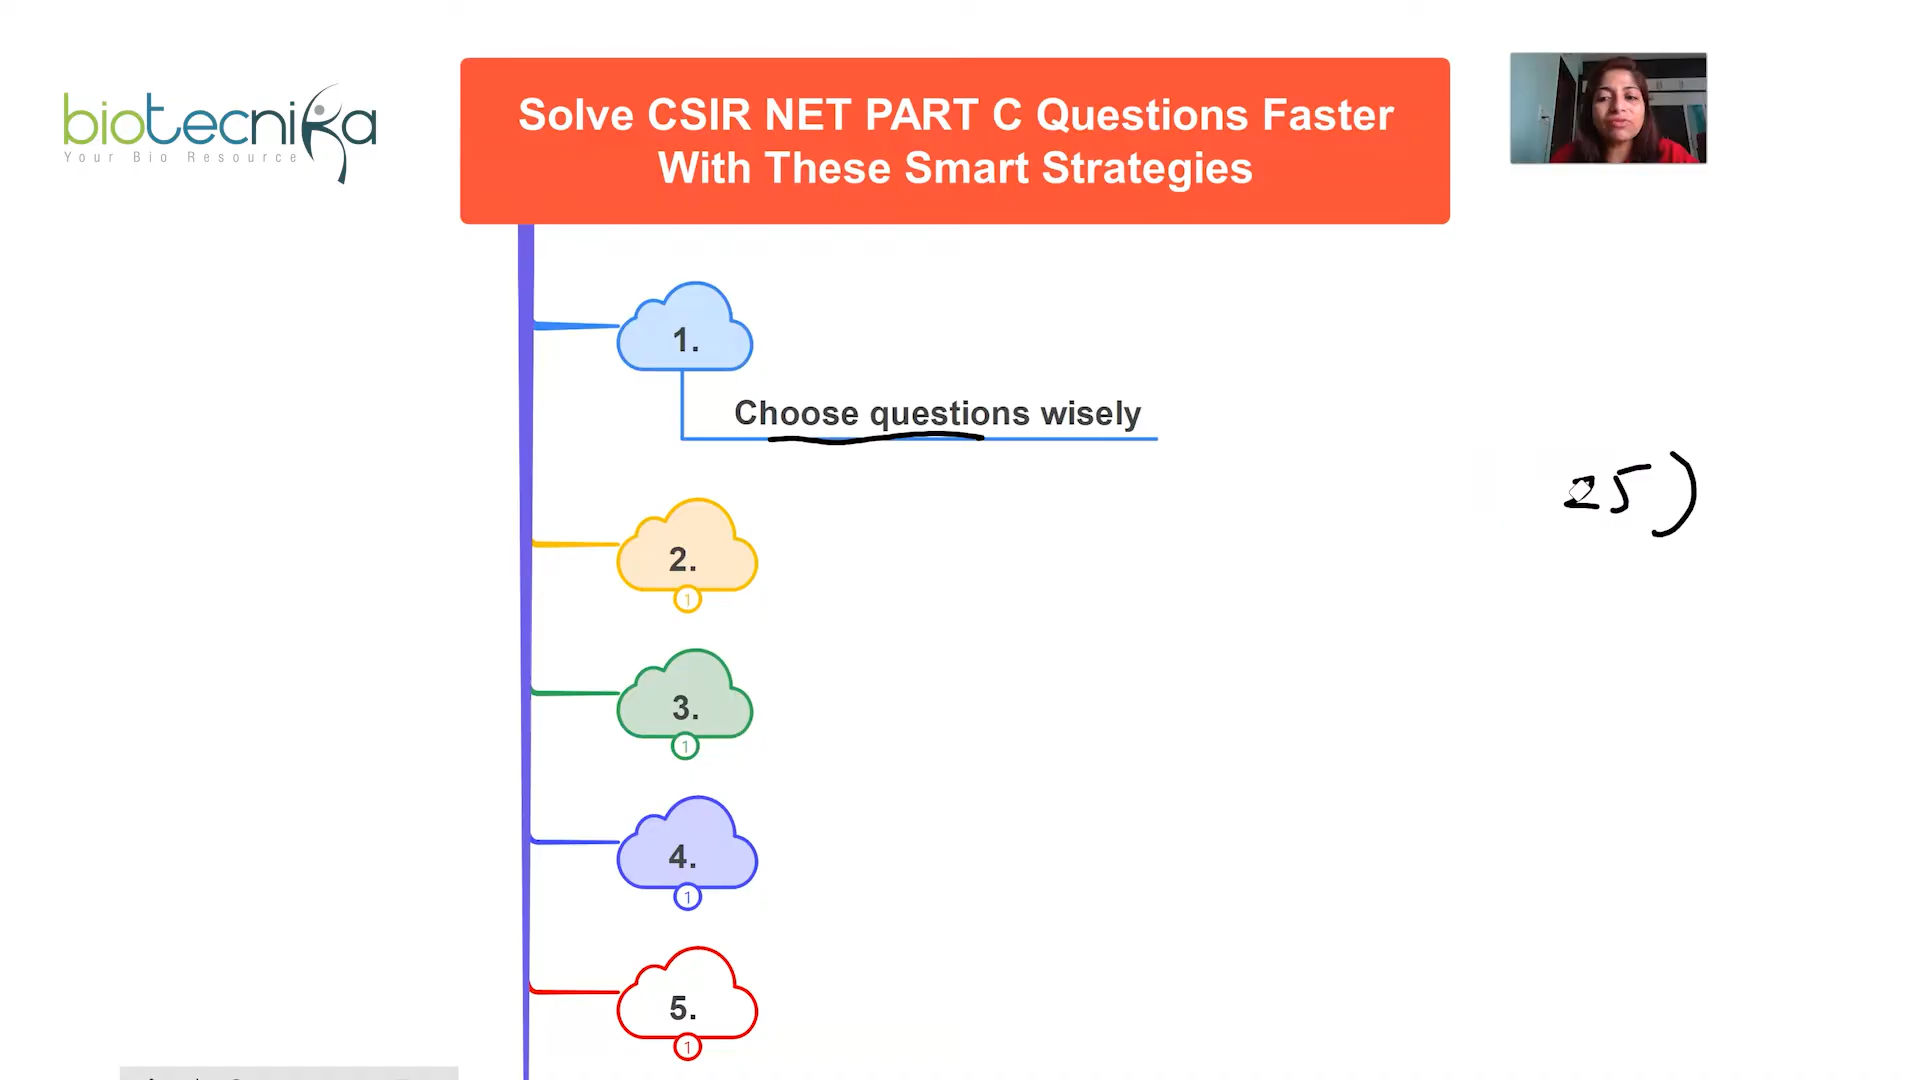 biotecnika
Your Bio Resource
Solve CSIR NET PART C Questions Faster
With These Smart Strategies
1.
Choose questions wisely
25)
2.
1
3.
1
4.
1
5.
1